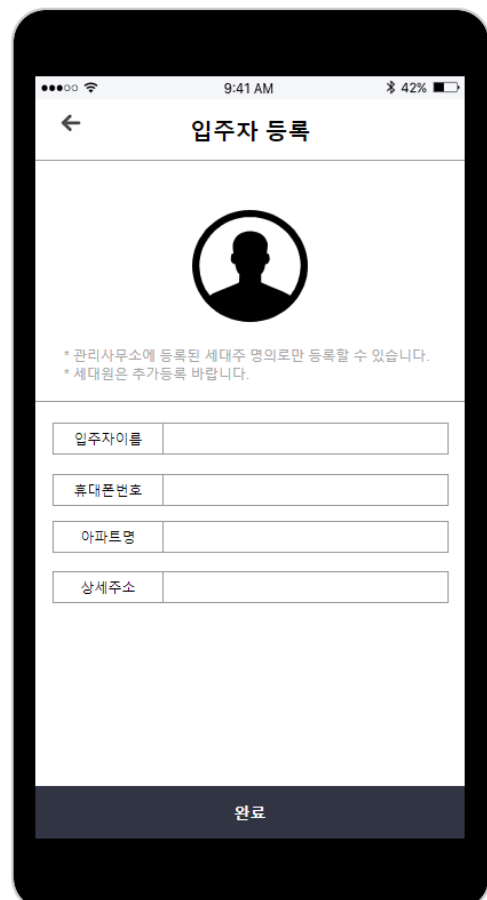 9:41 AM
42%
입주자 등록
* 관리사무소에 등록된 세대주 명의로만 등록할 수 있습니다.
* 세대원은 추가등록 바랍니다.
입주자이름
휴대폰번호
아파트명
상세주소
완료